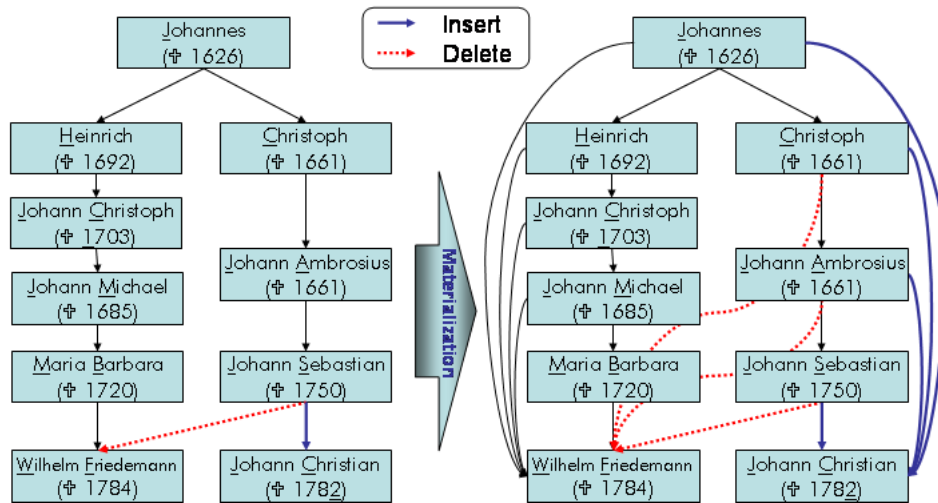 Johannes
(✞ 1626)
Insert
Delete
Johannes
(✞ 1626)
Heinrich
(✞ 1692)
Christoph
(✞ 1661)
Heinrich
(✞ 1692)
Christoph
(✞ 1661)
Johann Christoph
(✞ 1703)
Johann Christoph
(✞ 1703)
Johann Ambrosius
(✞ 1661)
Johann Ambrosius
(✞ 1661)
Johann Michael
(✞ 1685)
Materialization
Johann Michael
(✞ 1685)
Maria Barbara
(✞ 1720)
Johann Sebastian
(✞ 1750)
Maria Barbara
(✞ 1720)
Johann Sebastian
(✞ 1750)
Wilhelm Friedemann
(✞ 1784)
Johann Christian
(✞ 1782)
Wilhelm Friedemann
(✞ 1784)
Johann Christian
(✞ 1782)